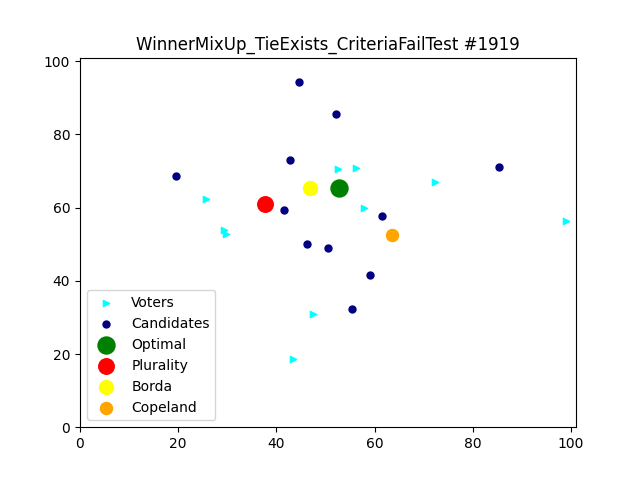 WinnerMixUp_TieExists_CriteriaFailTest #1919
100
80
60
40
20
0
Voters
Candidates
Optimal
Plurality
Borda
Copeland
0 20 40 60 80 100